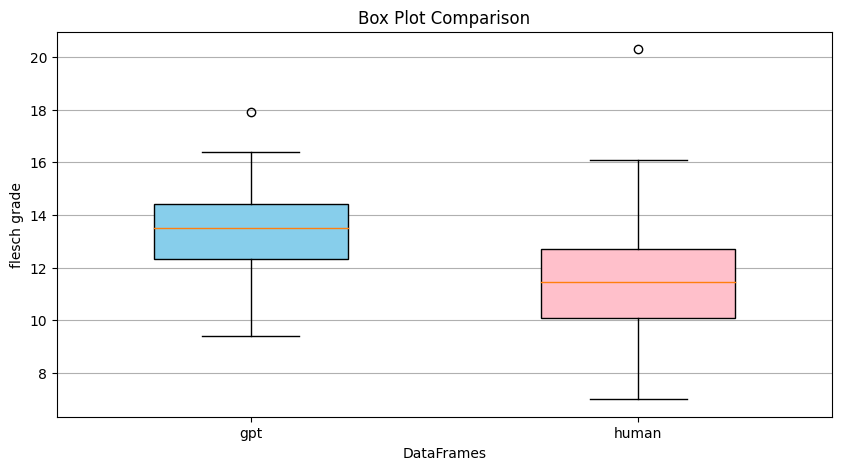 Box Plot Comparison
20
18
16
14
12
10
8
flesch grade
gpt
human
DataFrames